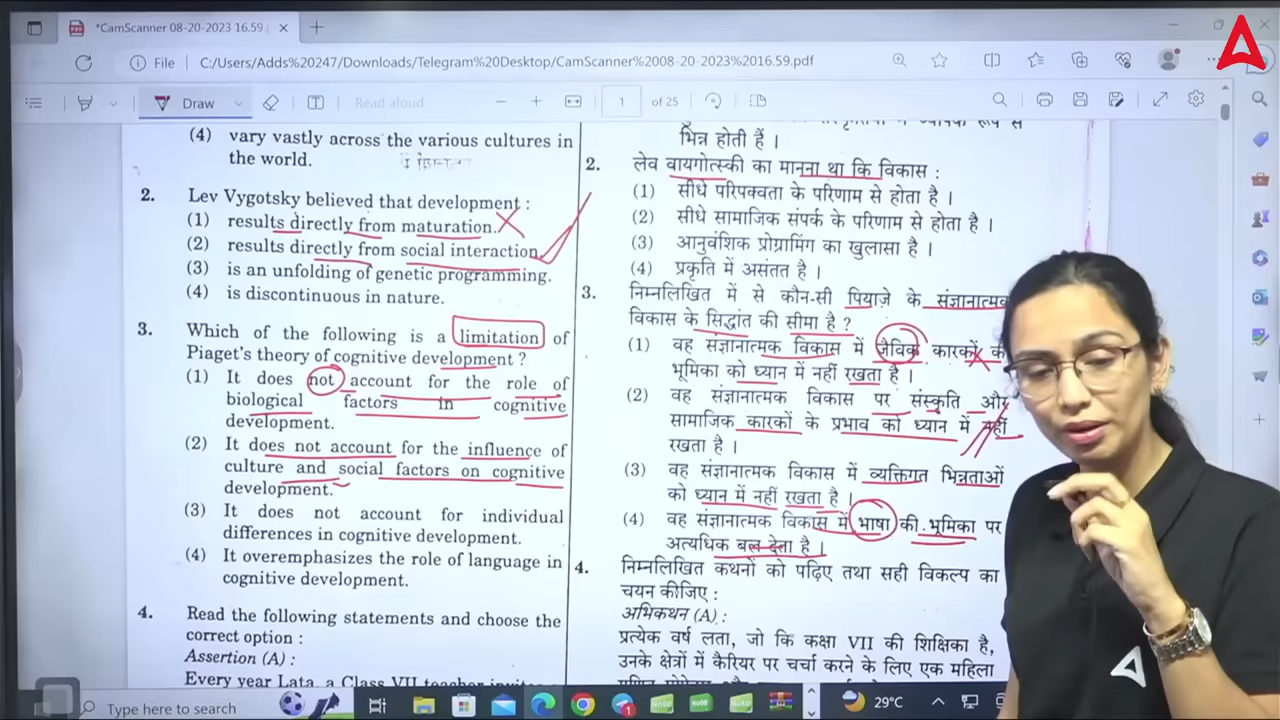 *CamScanner 08-20-2023 16.59
File C:/Users/Adds%20247/Downloads/Telegram%20Desktop/CamScanner%2008-20-2023%2016.59.pdf
Draw Read aloud 1 of 25
(4) vary vastly across the various cultures in
the world.
2. Lev Vygotsky believed that development :
(1) results directly from maturation.
(2) results directly from social interaction.
(3) is an unfolding of genetic programming.
(4) is discontinuous in nature.
3. Which of the following is a limitation of
Piaget's theory of cognitive development ?
(1) It does not account for the role of
biological factors in cognitive
development.
(2) It does not account for the influence of
culture and social factors on cognitive
development.
(3) It does not account for individual
differences in cognitive development.
(4) It overemphasizes the role of language in
cognitive development.
4. Read the following statements and choose the
correct option :
Assertion (A) :
Every year Lata, a Class VII teacher
भिन्न होती हैं ।
2. लेव वायगोत्स्की का मानना था कि विकास :
(1) सीधे परिपक्वता के परिणाम से होता है ।
(2) सीधे सामाजिक संपर्क के परिणाम से होता है ।
(3) आनुवंशिक प्रोग्रामिंग का खुलासा है ।
(4) प्रकृति में असंतत है ।
3. निम्नलिखित में से कौन-सी पियाज़े के संज्ञानात्मक
विकास के सिद्धांत की सीमा है ?
(1) वह संज्ञानात्मक विकास में जैविक कारकों की
भूमिका को ध्यान में नहीं रखता है ।
(2) वह संज्ञानात्मक विकास पर संस्कृति और
सामाजिक कारकों के प्रभाव को ध्यान में नहीं
रखता है ।
(3) वह संज्ञानात्मक विकास में व्यक्तिगत भिन्नताओं
को ध्यान में नहीं रखता है ।
(4) वह संज्ञानात्मक विकास में भाषा की भूमिका पर
अत्यधिक बल देता है ।
4. निम्नलिखित कथनों को पढ़िए तथा सही विकल्प का
चयन कीजिए :
अभिकथन (A) :
प्रत्येक वर्ष लता, जो कि कक्षा VII की शिक्षिका है,
उनके क्षेत्रों में कैरियर पर चर्चा करने के लिए एक महिला
Type here to search
29°C